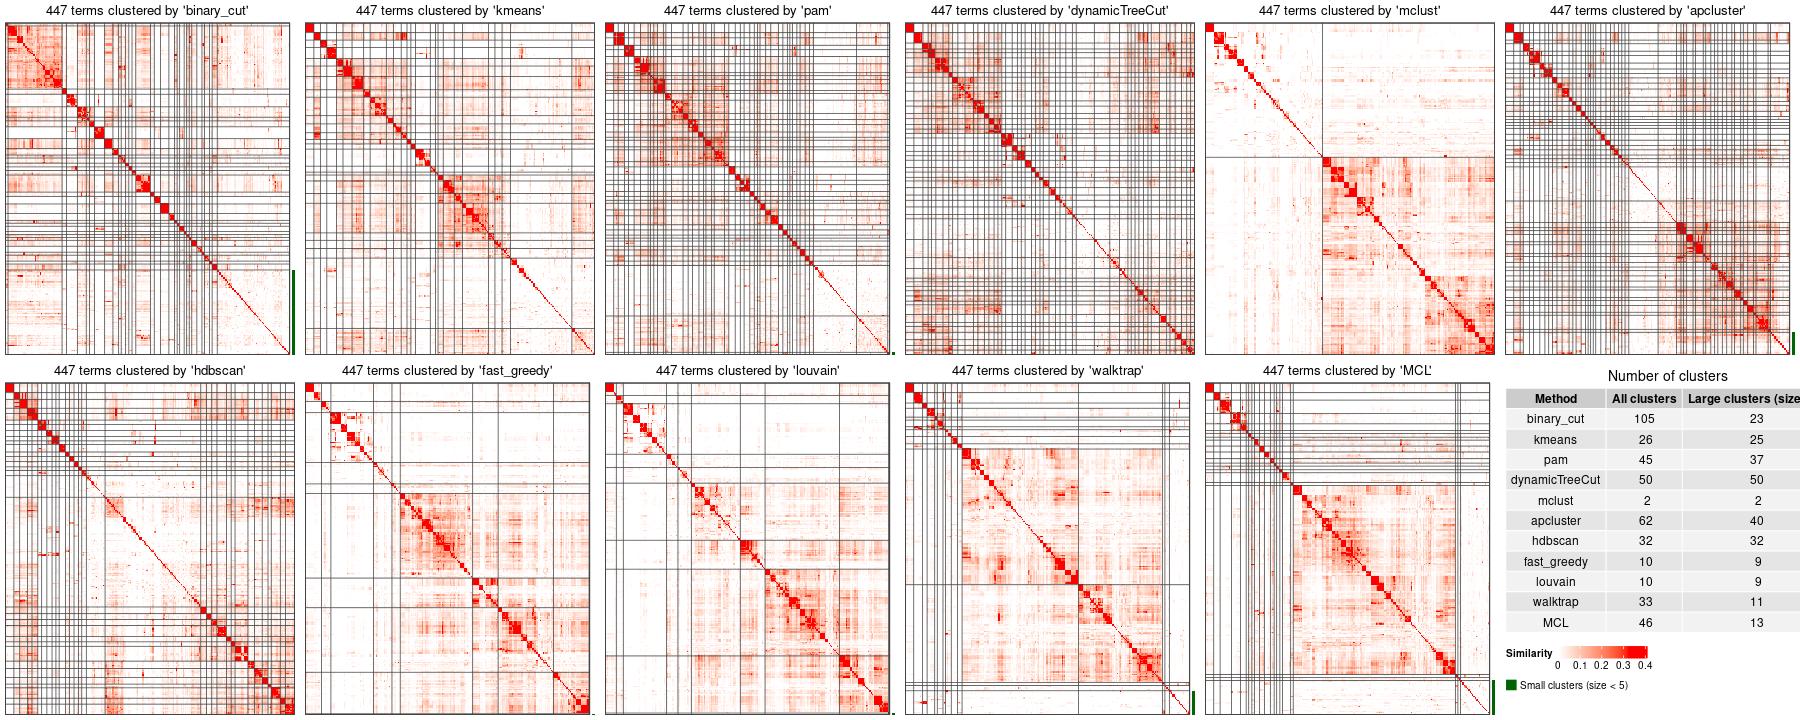 447 terms clustered by 'binary_cut'
447 terms clustered by 'kmeans'
447 terms clustered by 'pam'
447 terms clustered by 'dynamicTreeCut'
447 terms clustered by 'mclust'
447 terms clustered by 'apcluster'
447 terms clustered by 'hdbscan'
447 terms clustered by 'fast_greedy'
447 terms clustered by 'louvain'
447 terms clustered by 'walktrap'
447 terms clustered by 'MCL'
Number of clusters
Method All clusters Large clusters (size
binary_cut 105 23
kmeans 26 25
pam 45 37
dynamicTreeCut 50 50
mclust 2 2
apcluster 62 40
hdbscan 32 32
fast_greedy 10 9
louvain 10 9
walktrap 33 11
MCL 46 13
Similarity
0 0.1 0.2 0.3 0.4
Small clusters (size < 5)